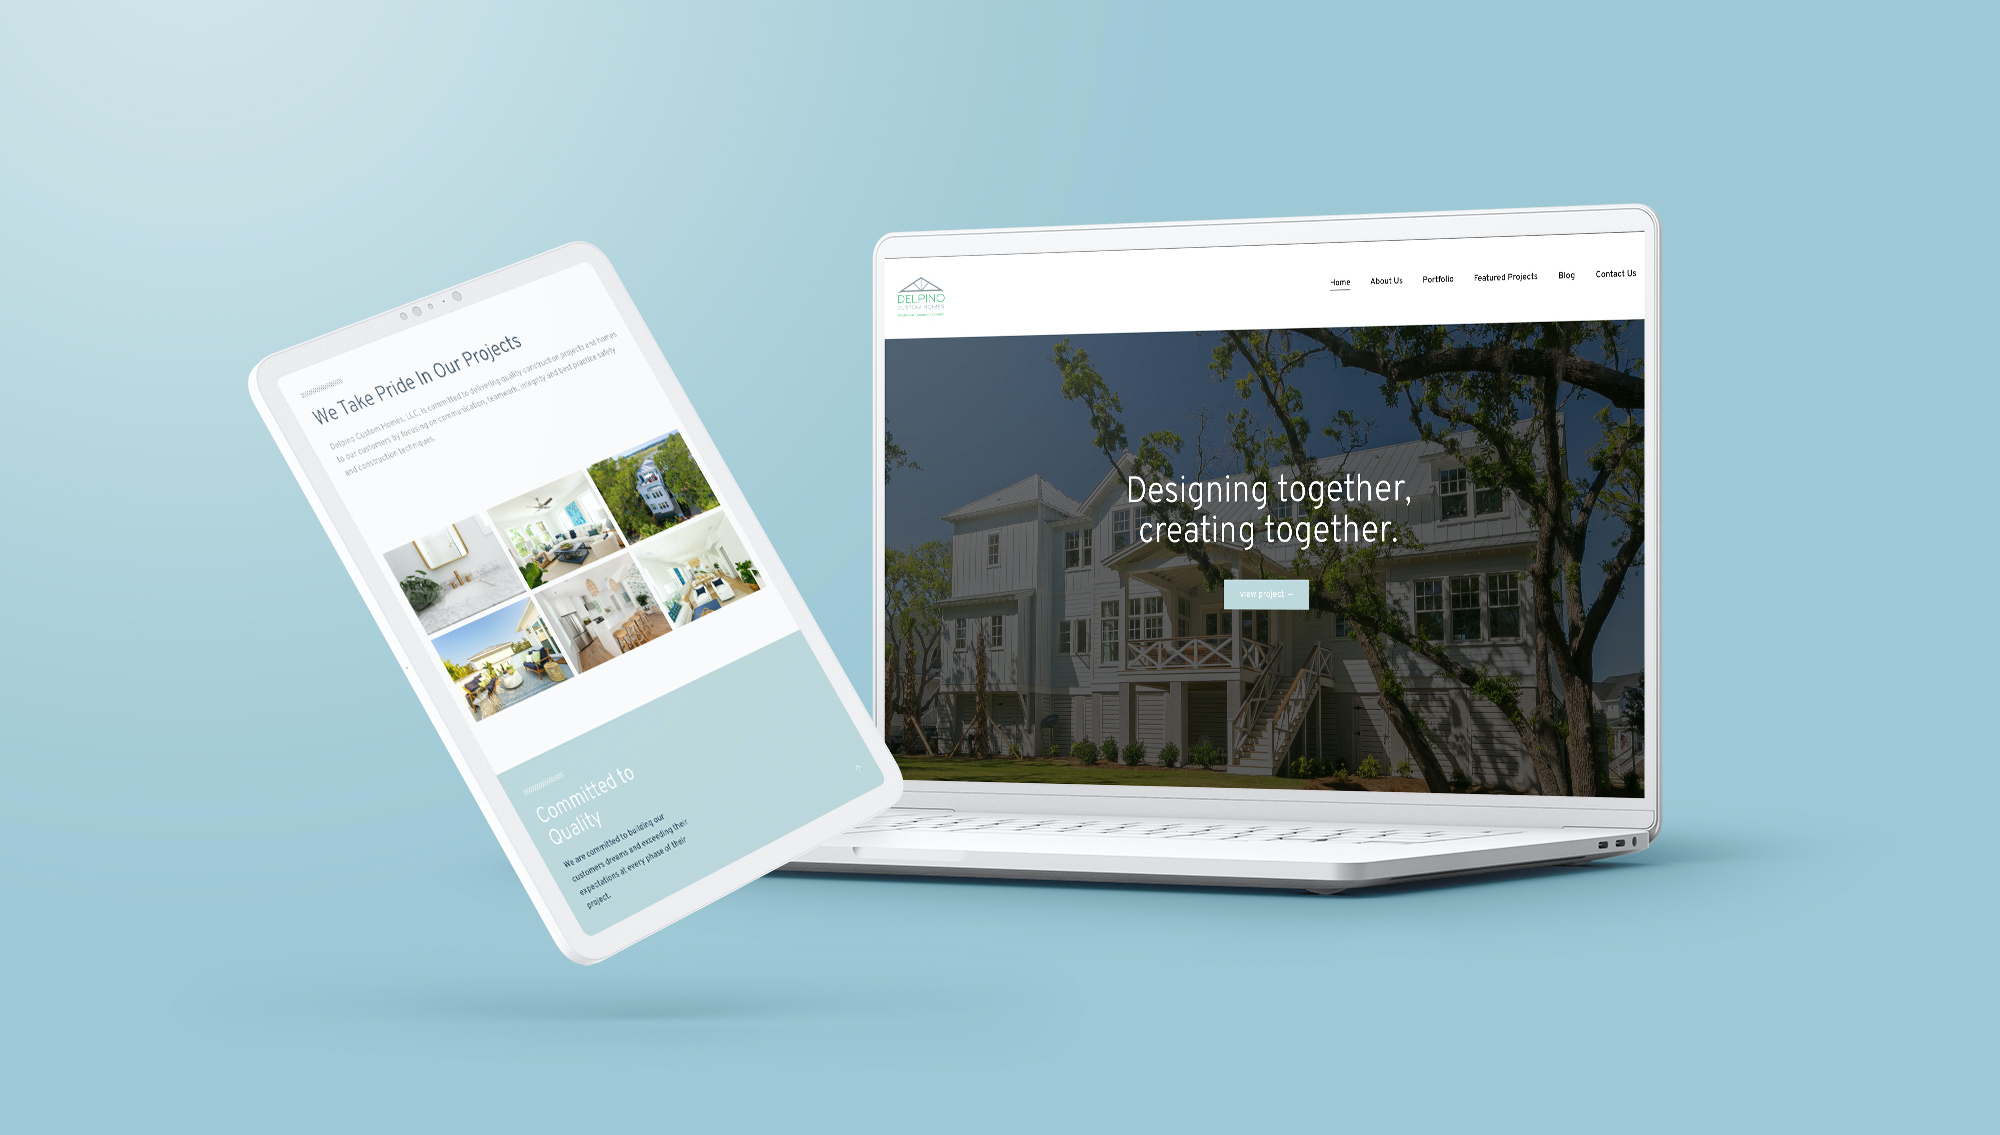 We Take Pride In Our Projects
Delpino Custom Homes, LLC, is committed to delivering quality construction projects and homes
to our customers by focusing on communication, teamwork, integrity and best practice safety
and construction techniques.
Committed to
Quality
We are committed to building our
customers dreams and exceeding their
expectations at every phase of their
project.
DELPINO
CUSTOM HOMES
Home
About Us
Portfolio
Featured Projects
Blog
Contact Us
Designing together,
creating together.
view project →